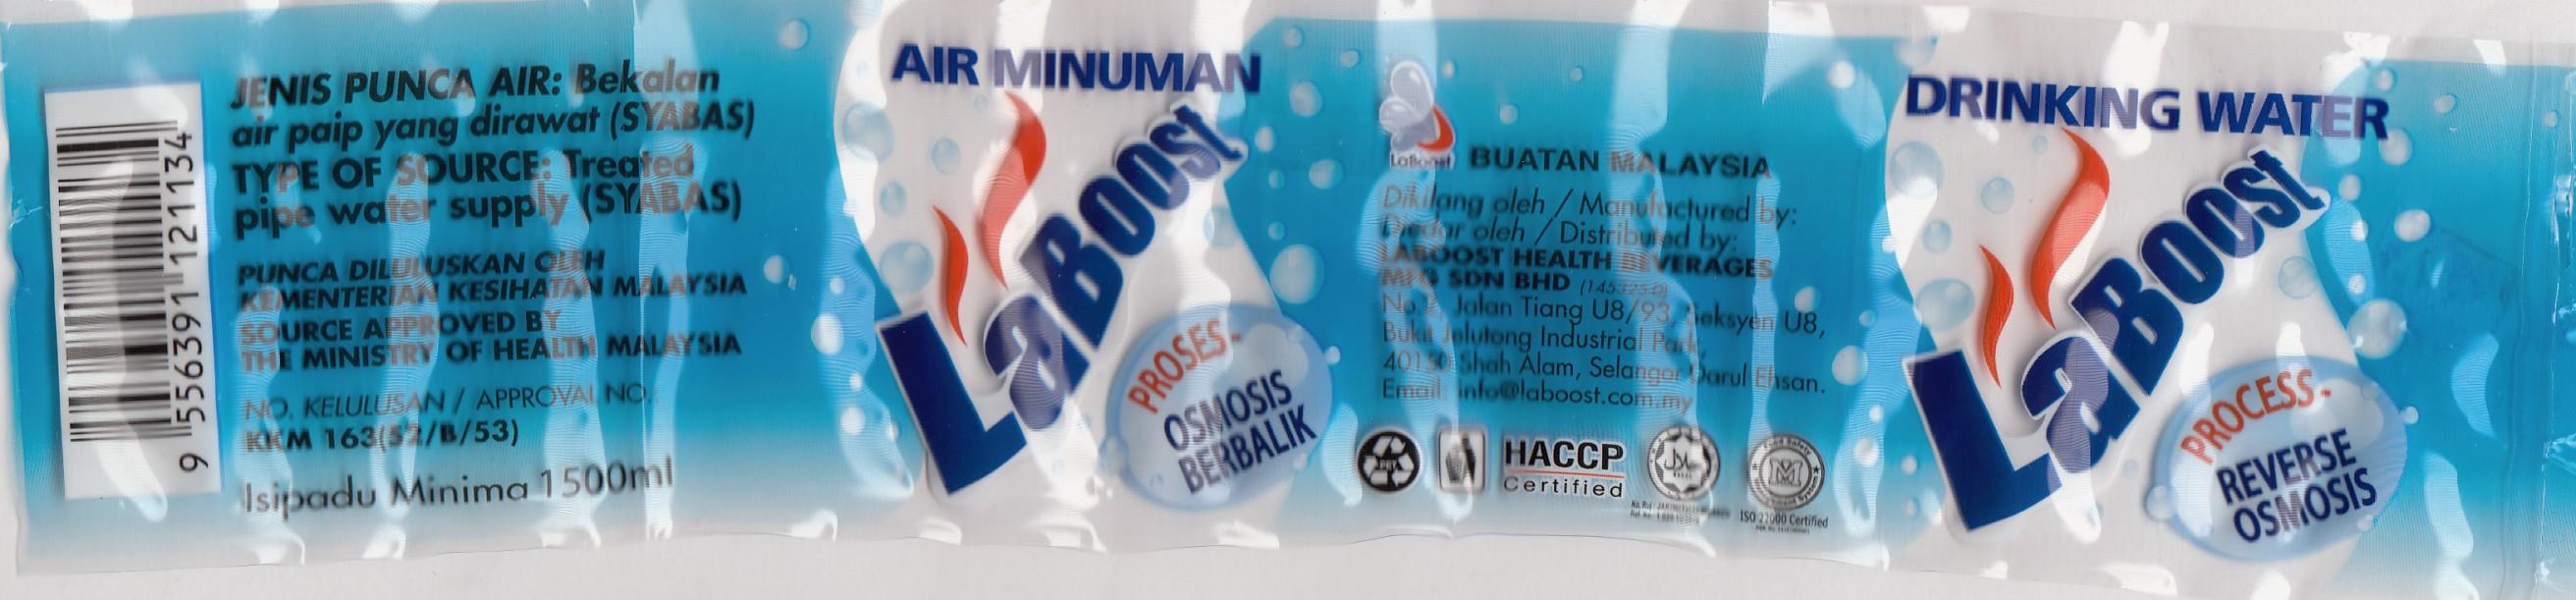 9 556391 121134
JENIS PUNCA AIR: Bekalan
air paip yang dirawat (SYABAS)
TYPE OF SOURCE: Treated
pipe water supply (SYABAS)
PUNCA DILULUSKAN OLEH
KEMENTERIAN KESIHATAN MALAYSIA
SOURCE APPROVED BY
THE MINISTRY OF HEALTH MALAYSIA
NO. KELULUSAN / APPROVAL NO.
KKM 163(52/B/53)
Isipadu Minima 1500ml
AIR MINUMAN
LaBoost
PROSES-
OSMOSIS
BERBALIK
LaBoost
BUATAN MALAYSIA
Dikilang oleh / Manufactured by:
Diedar oleh / Distributed by:
LABOOST HEALTH BEVERAGES
MFG SDN BHD
Jalan Tiang U8/93, Seksyen U8,
Bukit Jelutong Industrial Park,
40150 Shah Alam, Selangor Darul Ehsan.
Email: info@laboost.com.my
PET
HACCP
Certified
ISO 22000 Certified
DRINKING WATER
LaBoost
PROCESS-
REVERSE
OSMOSIS